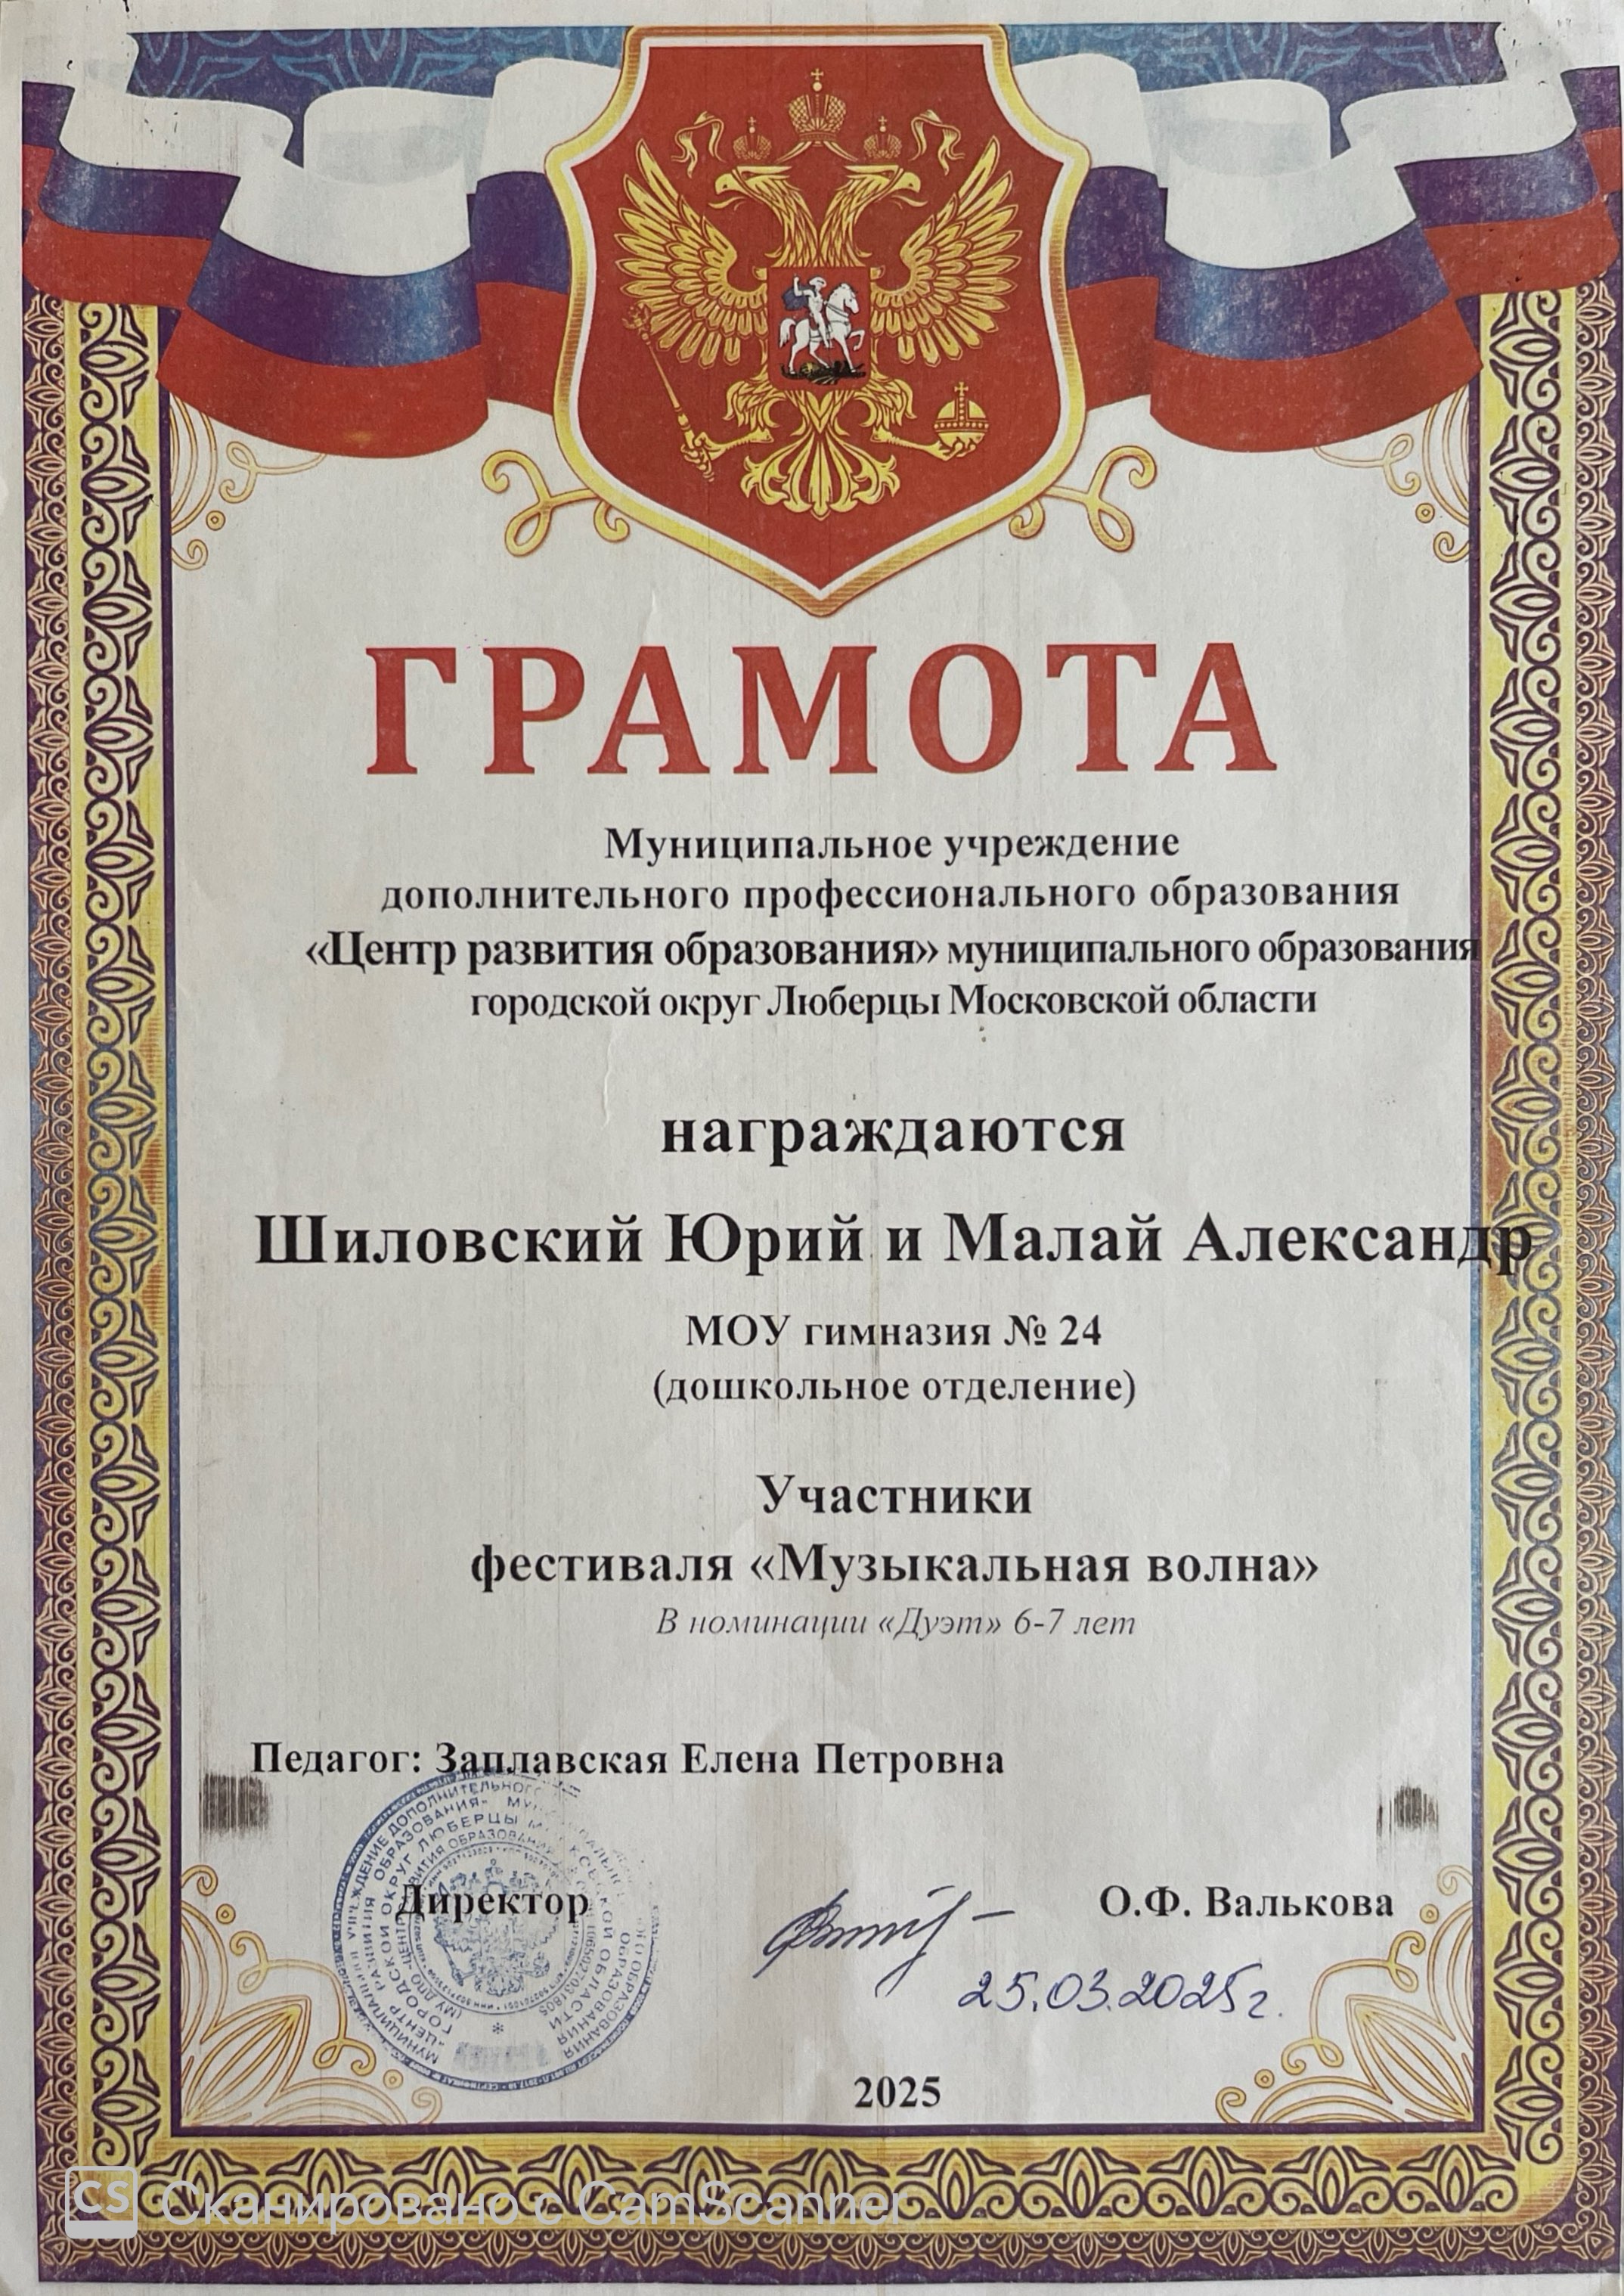 ГРАМОТА
Муниципальное учреждение
дополнительного профессионального образования
«Центр развития образования» муниципального образования
городской округ Люберцы Московской области
награждаются
Шиловский Юрий и Малай Александр
МОУ гимназия № 24
(дошкольное отделение)
Участники
фестиваля «Музыкальная волна»
В номинации «Дуэт» 6-7 лет
Педагог: Заплавская Елена Петровна
Директор О.Ф. Валькова
25.03.2025г.
2025
CS Сканировано с CamScanner